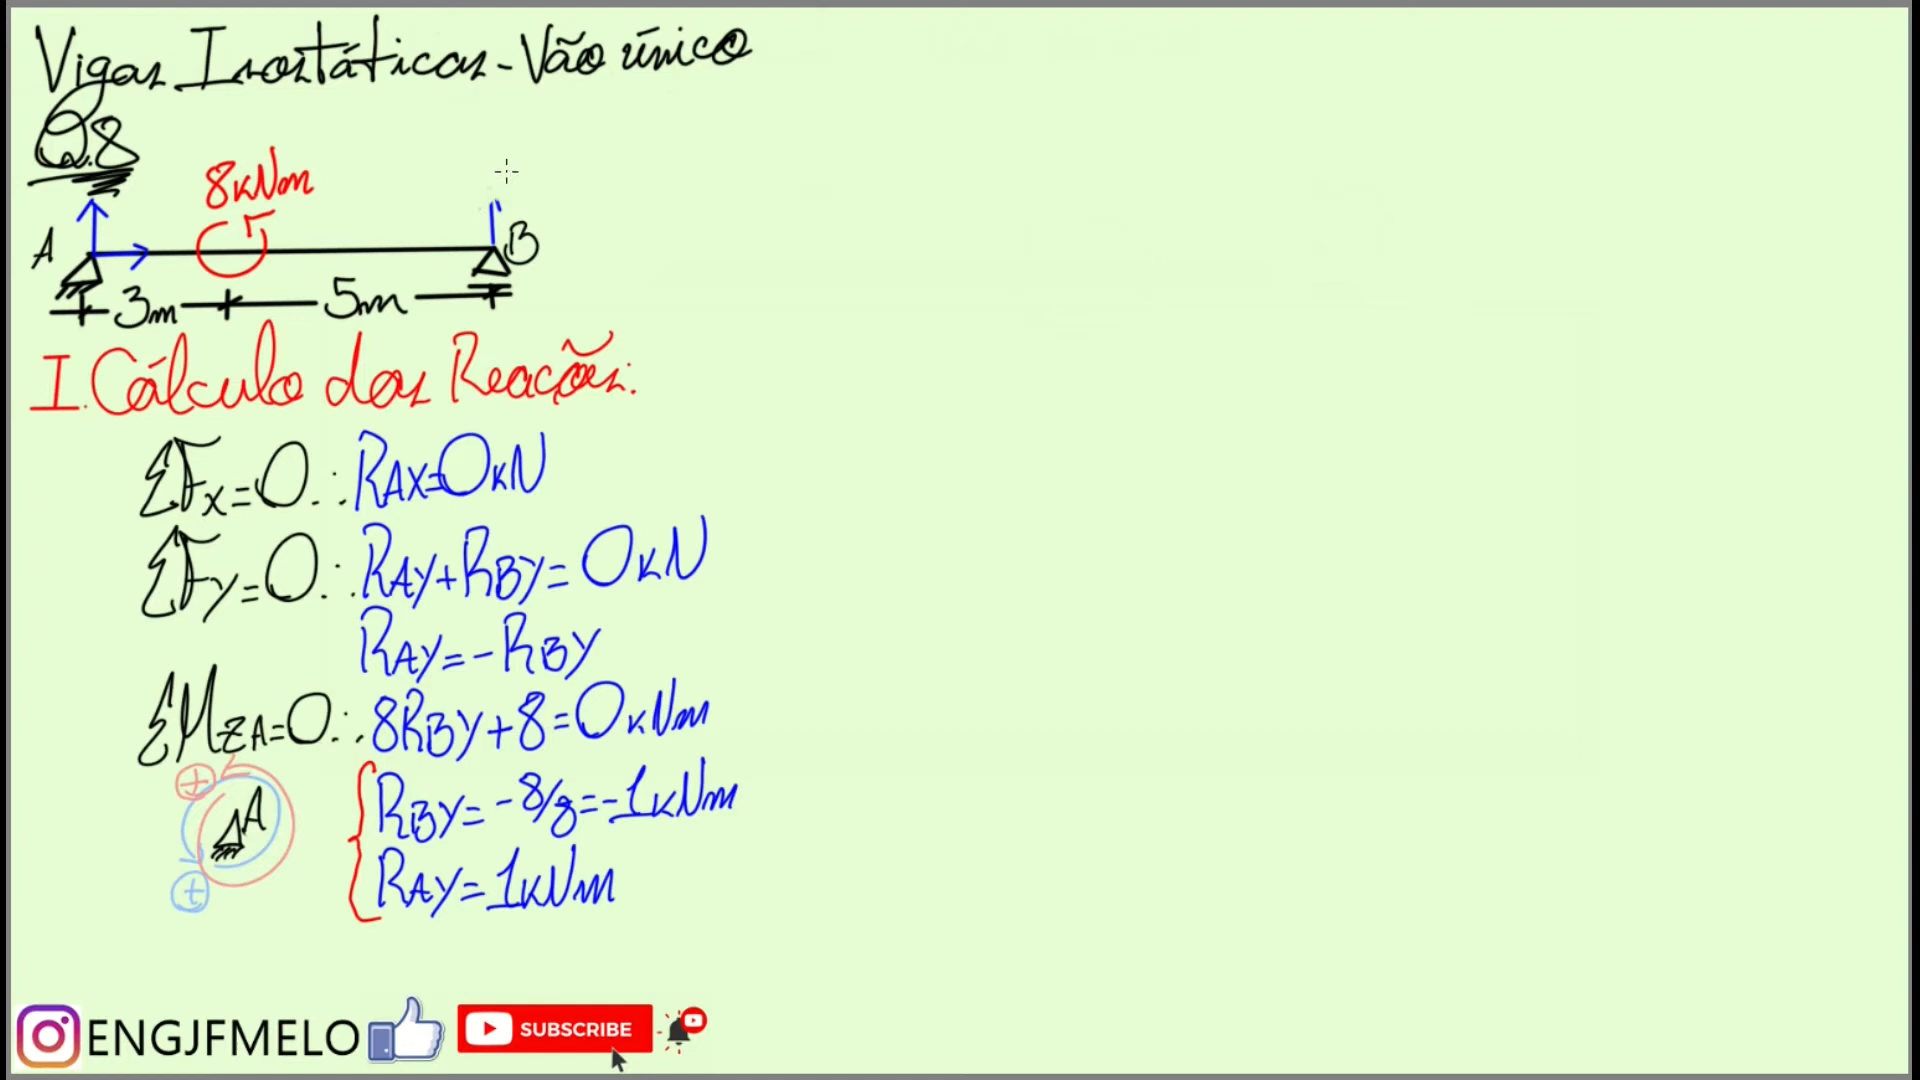 Vigas Isostáticas - Vão único
Q.8
8kNm
A
B
3m
5m
I. Cálculo das Reações:
ΣFx=0 ∴ RAX=0kN
ΣFy=0 ∴ RAY+RBY=0kN
RAY=-RBY
ΣMZA=0 ∴ 8RBY+8=0kNm
+
A
RBY=-8/8=-1kNm
+
RAY=1kNm
ENGJFMELO
SUBSCRIBE